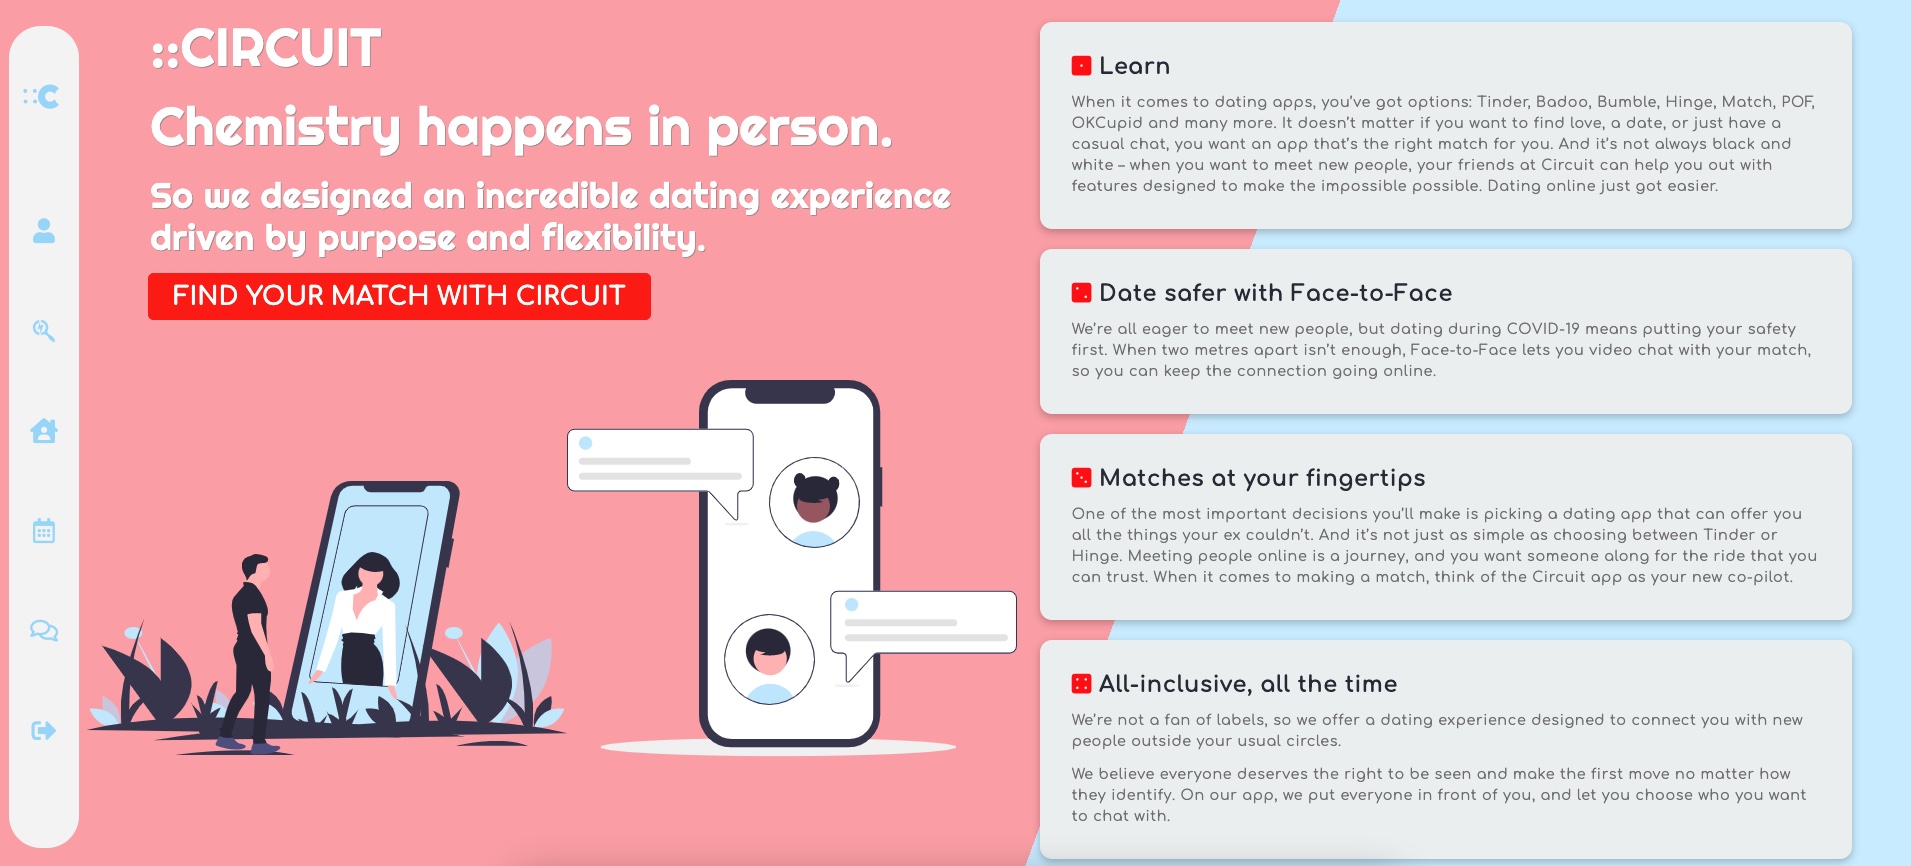 ::C
::CIRCUIT
Chemistry happens in person.
So we designed an incredible dating experience
driven by purpose and flexibility.
FIND YOUR MATCH WITH CIRCUIT
Learn
When it comes to dating apps, you've got options: Tinder, Badoo, Bumble, Hinge, Match, POF,
OKCupid and many more. It doesn't matter if you want to find love, a date, or just have a
casual chat, you want an app that's the right match for you. And it's not always black and
white – when you want to meet new people, your friends at Circuit can help you out with
features designed to make the impossible possible. Dating online just got easier.
Date safer with Face-to-Face
We're all eager to meet new people, but dating during COVID-19 means putting your safety
first. When two metres apart isn't enough, Face-to-Face lets you video chat with your match,
so you can keep the connection going online.
Matches at your fingertips
One of the most important decisions you'll make is picking a dating app that can offer you
all the things your ex couldn't. And it's not just as simple as choosing between Tinder or
Hinge. Meeting people online is a journey, and you want someone along for the ride that you
can trust. When it comes to making a match, think of the Circuit app as your new co-pilot.
All-inclusive, all the time
We're not a fan of labels, so we offer a dating experience designed to connect you with new
people outside your usual circles.
We believe everyone deserves the right to be seen and make the first move no matter how
they identify. On our app, we put everyone in front of you, and let you choose who you want
to chat with.